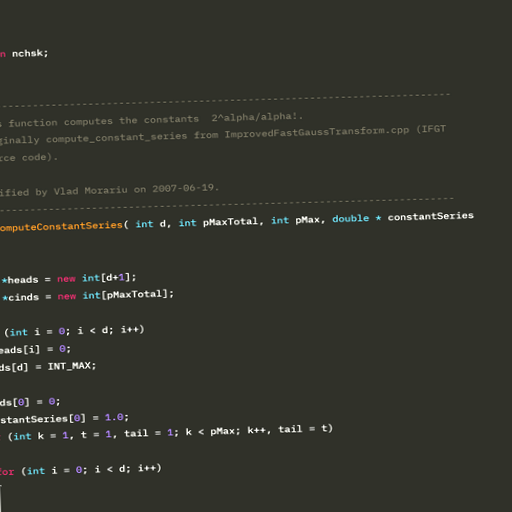 nchsk;
----------------------------------------------------------------------
function computes the constants 2^alpha/alpha!.
ginally compute_constant_series from ImprovedFastGaussTransform.cpp (IFGT
rce code).
ified by Vlad Morariu on 2007-06-19.
----------------------------------------------------------------------
omputeConstantSeries( int d, int pMaxTotal, int pMax, double * constantSeries
*heads = new int[d+1];
*cinds = new int[pMaxTotal];
(int i = 0; i < d; i++)
eads[i] = 0;
ds[d] = INT_MAX;
ds[0] = 0;
stantSeries[0] = 1.0;
(int k = 1, t = 1, tail = 1; k < pMax; k++, tail = t)
for (int i = 0; i < d; i++)